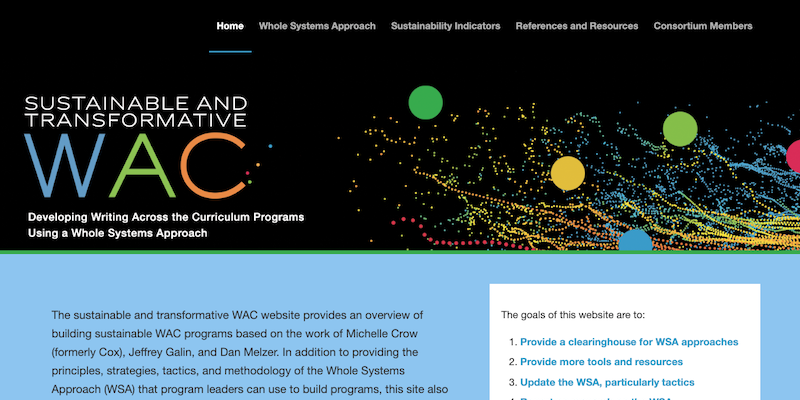 Home Whole Systems Approach Sustainability Indicators References and Resources Consortium Members
SUSTAINABLE AND
TRANSFORMATIVE
WAC
Developing Writing Across the Curriculum Programs
Using a Whole Systems Approach
The sustainable and transformative WAC website provides an overview of
building sustainable WAC programs based on the work of Michelle Crow
(formerly Cox), Jeffrey Galin, and Dan Melzer. In addition to providing the
principles, strategies, tactics, and methodology of the Whole Systems
Approach (WSA) that program leaders can use to build programs, this site also
The goals of this website are to:
1. Provide a clearinghouse for WSA approaches
2. Provide more tools and resources
3. Update the WSA, particularly tactics